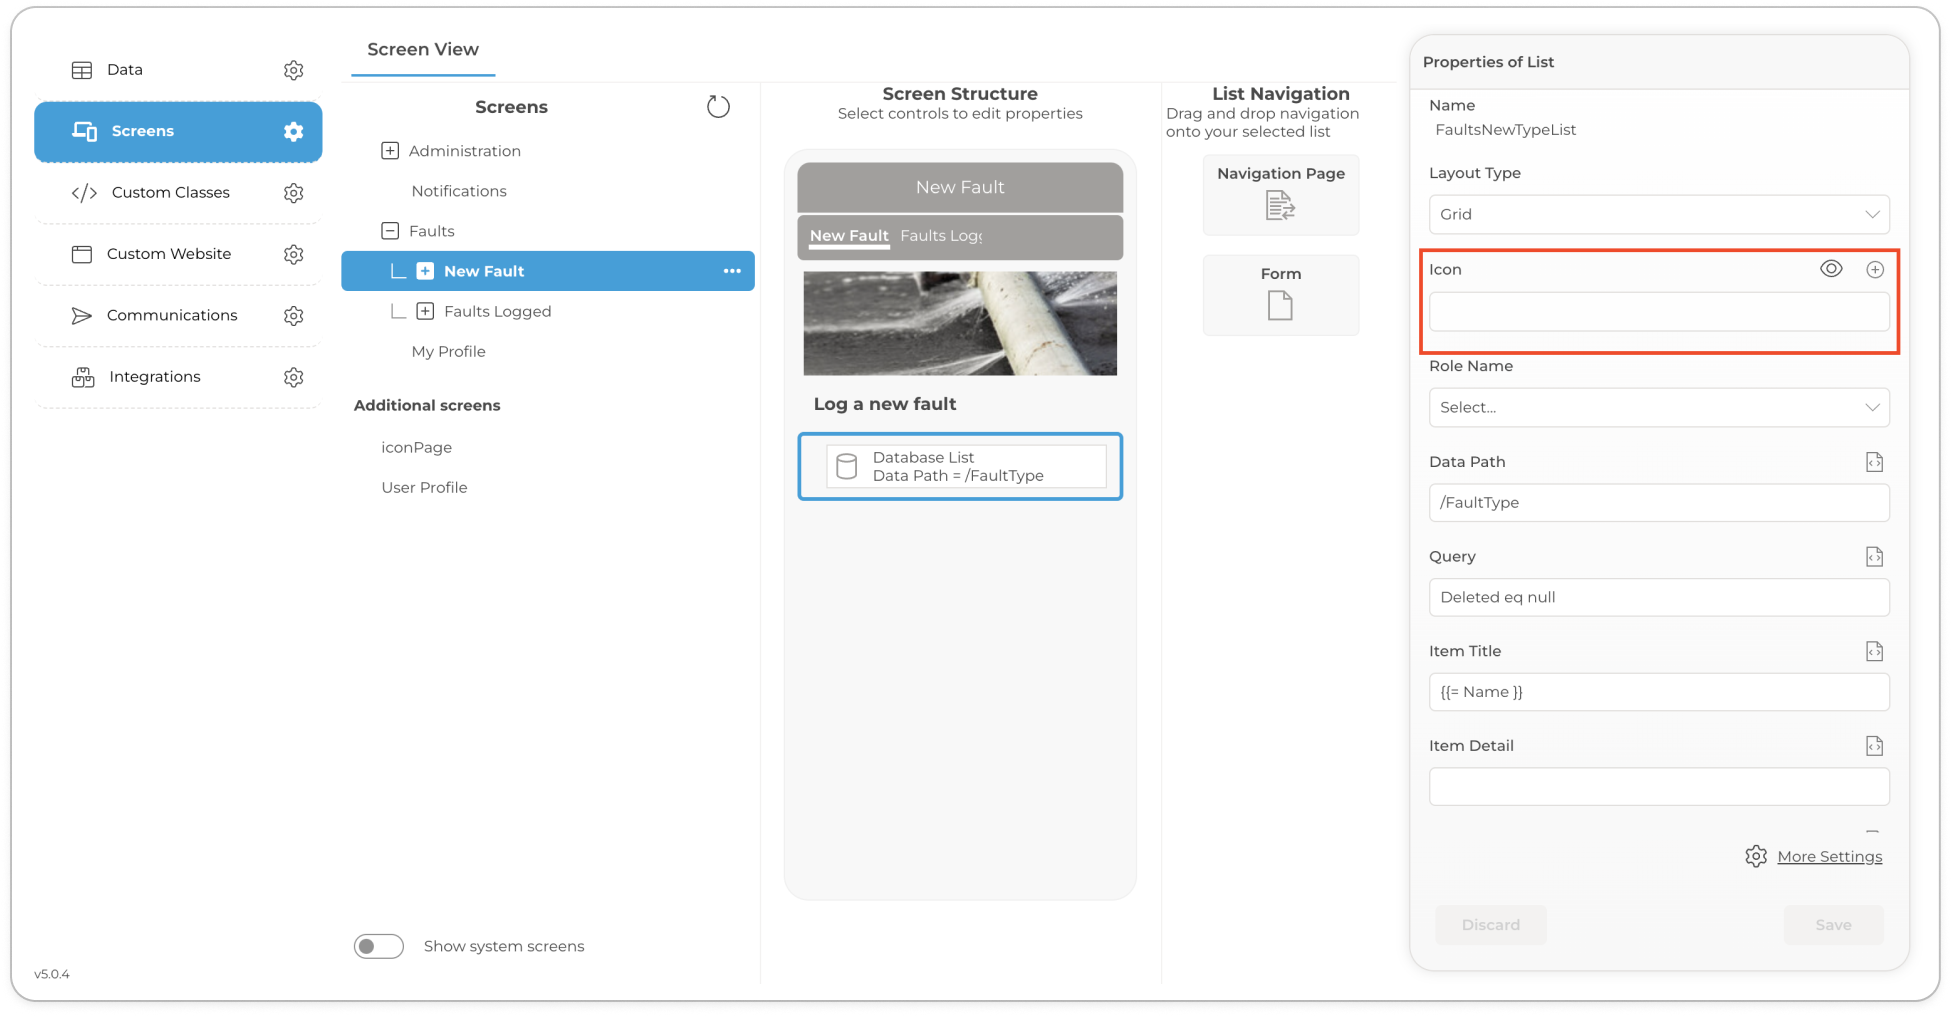 Data
Screens
Custom Classes
Custom Website
Communications
Integrations
v5.0.4
Screen View
Screens
Administration
Notifications
Faults
New Fault
Faults Logged
My Profile
Additional screens
iconPage
User Profile
Show system screens
Screen Structure
Select controls to edit properties
New Fault
New Fault Faults Logg
Log a new fault
Database List
Data Path = /FaultType
List Navigation
Drag and drop navigation
onto your selected list
Navigation Page
Form
Properties of List
Name
FaultsNewTypeList
Layout Type
Grid
Icon
Role Name
Select...
Data Path
/FaultType
Query
Deleted eq null
Item Title
{{= Name }}
Item Detail
More Settings
Discard
Save